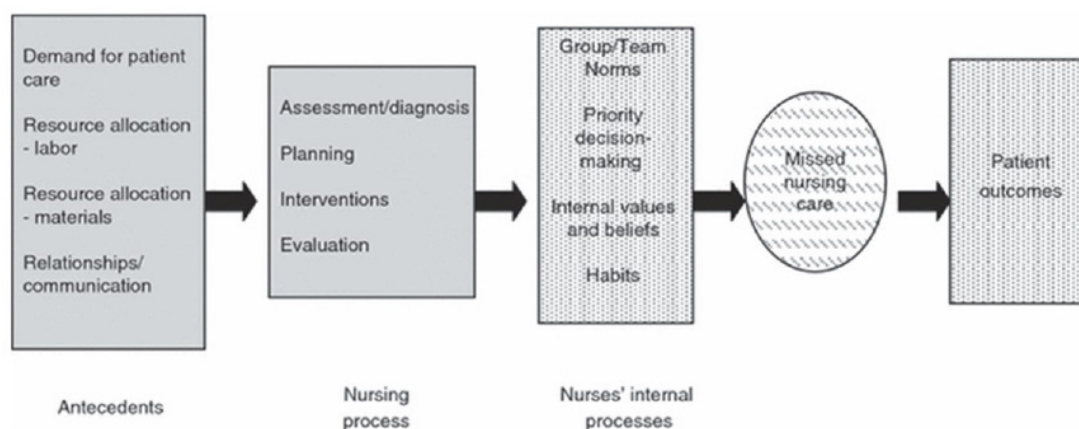 Demand for patient
care
Resource allocation
- labor
Resource allocation
- materials
Relationships/
communication
Antecedents
Assessment/diagnosis
Planning
Interventions
Evaluation
Nursing
process
Group/Team
Norms
Priority
decision-
making
Internal values
and beliefs
Habits
Nurses' internal
processes
Missed
nursing
care
Patient
outcomes